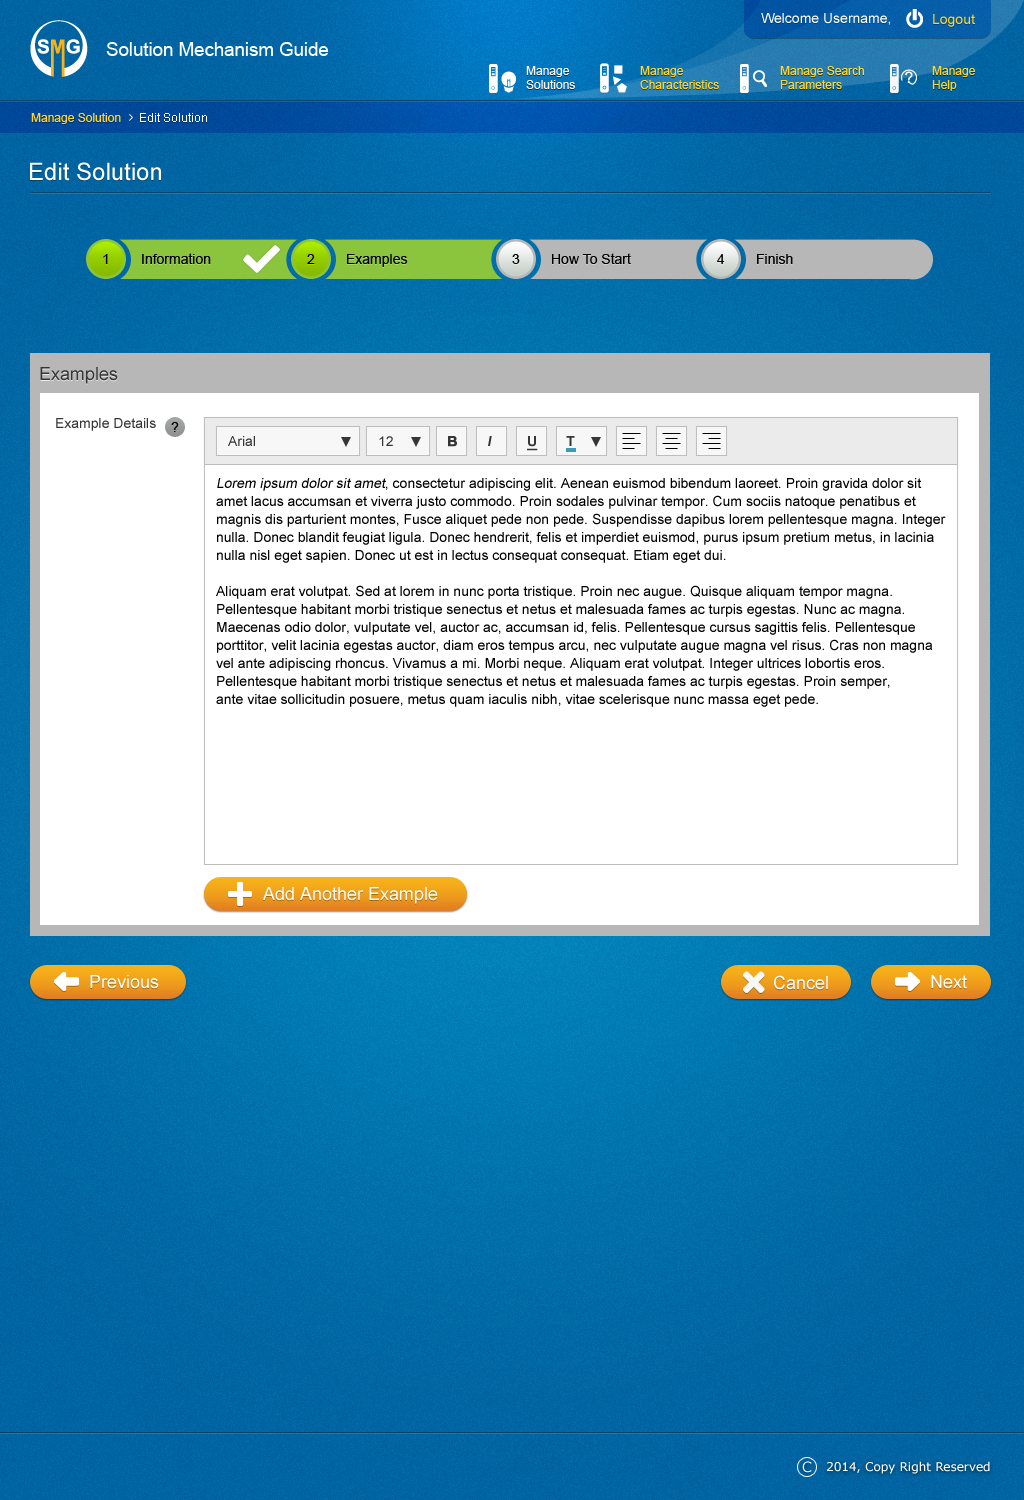 Welcome Username,
Logout
SMG
Solution Mechanism Guide
Manage
Solutions
Manage
Characteristics
Manage Search
Parameters
Manage
Help
Manage Solution > Edit Solution
Edit Solution
1 Information
2 Examples
3 How To Start
4 Finish
Examples
Example Details ?
Arial 12 B I U T
Lorem ipsum dolor sit amet, consectetur adipiscing elit. Aenean euismod bibendum laoreet. Proin gravida dolor sit
amet lacus accumsan et viverra justo commodo. Proin sodales pulvinar tempor. Cum sociis natoque penatibus et
magnis dis parturient montes, Fusce aliquet pede non pede. Suspendisse dapibus lorem pellentesque magna. Integer
nulla. Donec blandit feugiat ligula. Donec hendrerit, felis et imperdiet euismod, purus ipsum pretium metus, in lacinia
nulla nisl eget sapien. Donec ut est in lectus consequat consequat. Etiam eget dui.
Aliquam erat volutpat. Sed at lorem in nunc porta tristique. Proin nec augue. Quisque aliquam tempor magna.
Pellentesque habitant morbi tristique senectus et netus et malesuada fames ac turpis egestas. Nunc ac magna.
Maecenas odio dolor, vulputate vel, auctor ac, accumsan id, felis. Pellentesque cursus sagittis felis. Pellentesque
porttitor, velit lacinia egestas auctor, diam eros tempus arcu, nec vulputate augue magna vel risus. Cras non magna
vel ante adipiscing rhoncus. Vivamus a mi. Morbi neque. Aliquam erat volutpat. Integer ultrices lobortis eros.
Pellentesque habitant morbi tristique senectus et netus et malesuada fames ac turpis egestas. Proin semper,
ante vitae sollicitudin posuere, metus quam iaculis nibh, vitae scelerisque nunc massa eget pede.
Add Another Example
Previous
Cancel
Next
© 2014, Copy Right Reserved